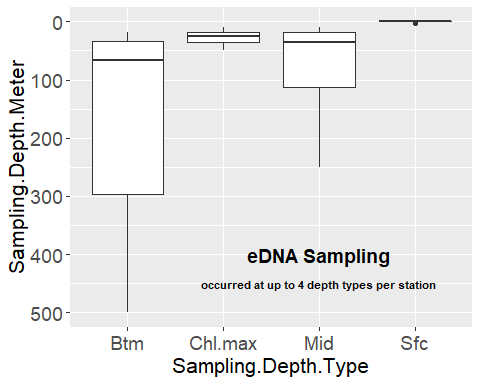 Sampling.Depth.Meter
0
100
200
300
400
500
eDNA Sampling
occurred at up to 4 depth types per station
Btm Chl.max Mid Sfc
Sampling.Depth.Type